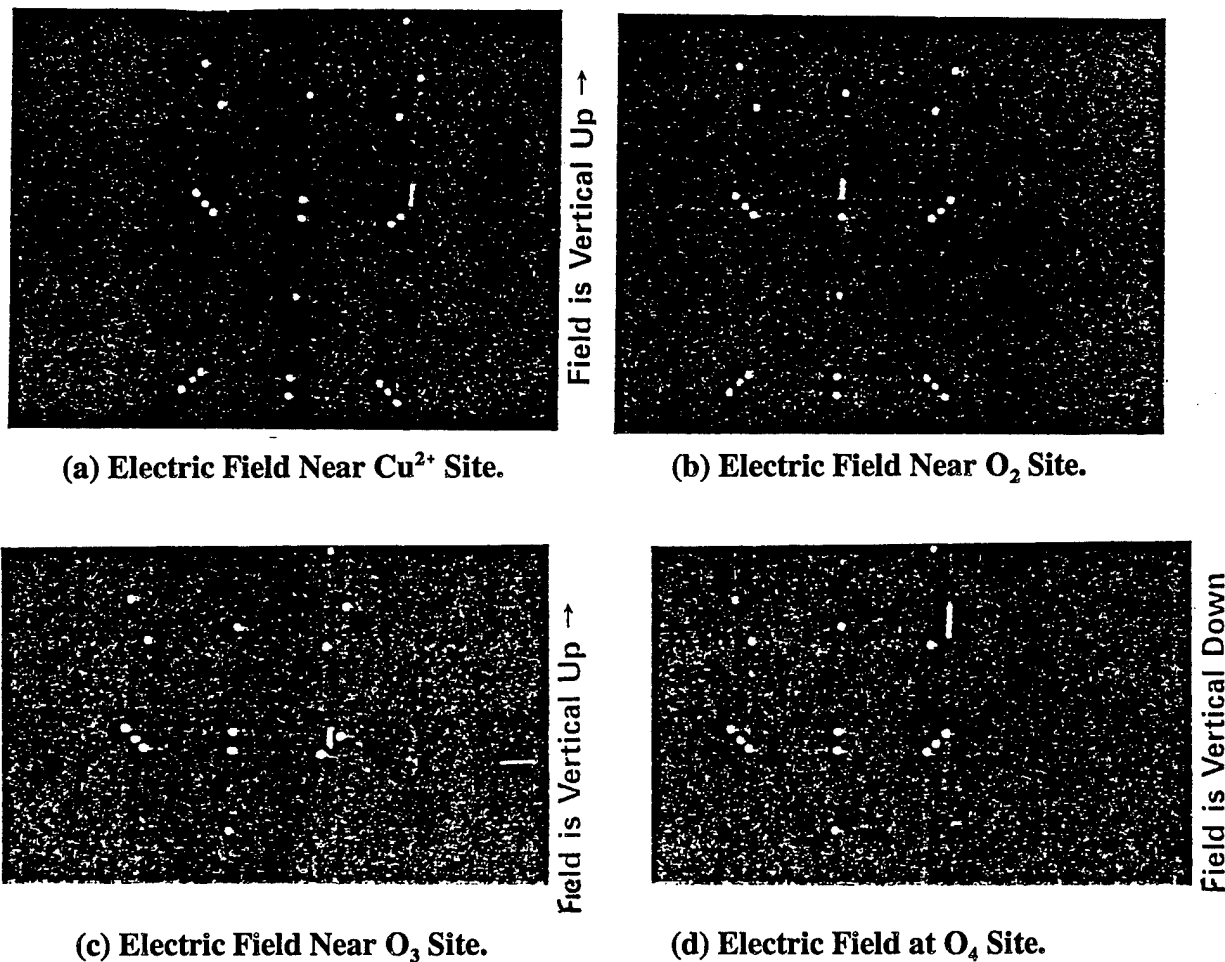 Field is Vertical Up →
(a) Electric Field Near Cu²⁺ Site.
(b) Electric Field Near O₂ Site.
Field is Vertical Up →
Field is Vertical Down
(c) Electric Field Near O₃ Site.
(d) Electric Field at O₄ Site.